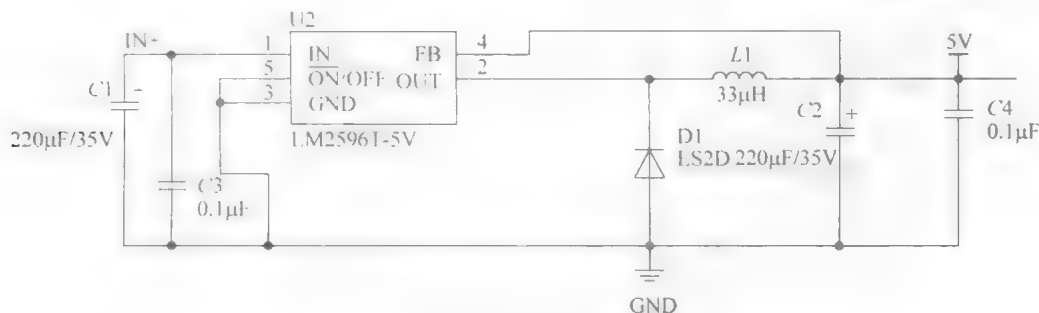 U2
IN+
1
IN
FB
4
5
ON/OFF
OUT
2
3
GND
LM2596T-5V
C1
220μF/35V
C3
0.1μF
L1
33μH
5V
C2
+
C4
0.1μF
D1
LS2D
220μF/35V
GND